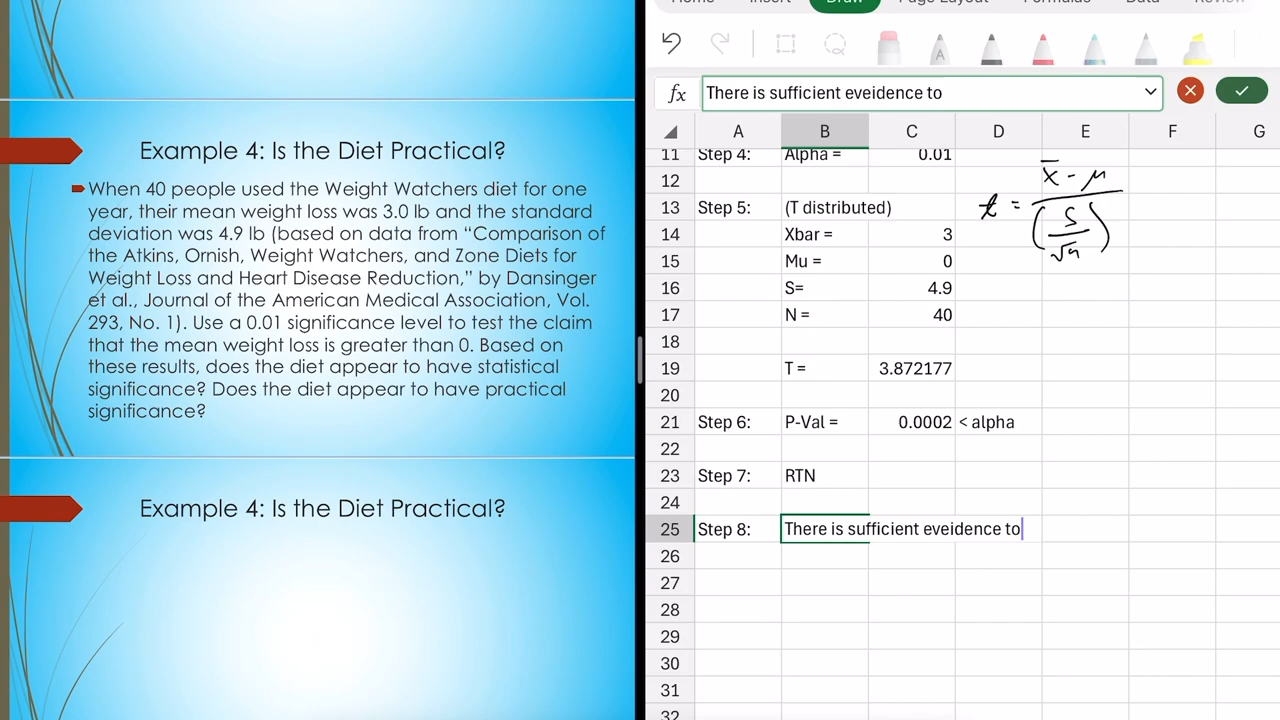 Example 4: Is the Diet Practical?
When 40 people used the Weight Watchers diet for one
year, their mean weight loss was 3.0 lb and the standard
deviation was 4.9 lb (based on data from “Comparison of
the Atkins, Ornish, Weight Watchers, and Zone Diets for
Weight Loss and Heart Disease Reduction,” by Dansinger
et al., Journal of the American Medical Association, Vol.
293, No. 1). Use a 0.01 significance level to test the claim
that the mean weight loss is greater than 0. Based on
these results, does the diet appear to have statistical
significance? Does the diet appear to have practical
significance?
Example 4: Is the Diet Practical?
Home Insert Draw Page Layout Formulas Data Review
A
fx There is sufficient eveidence to
A B C D E F G
11 Step 4: Alpha = 0.01
12
13 Step 5: (T distributed)
14 Xbar = 3
15 Mu = 0
16 S= 4.9
17 N = 40
18
19 T = 3.872177
20
21 Step 6: P-Val = 0.0002 < alpha
22
23 Step 7: RTN
24
25 Step 8: There is sufficient eveidence to
26
27
28
29
30
31
32
t = (x̄ - μ) / (S / √n)